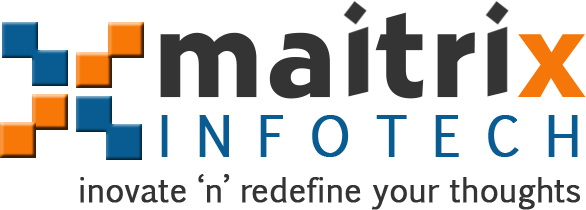 maitrix
INFOTECH
inovate ‘n’ redefine your thoughts